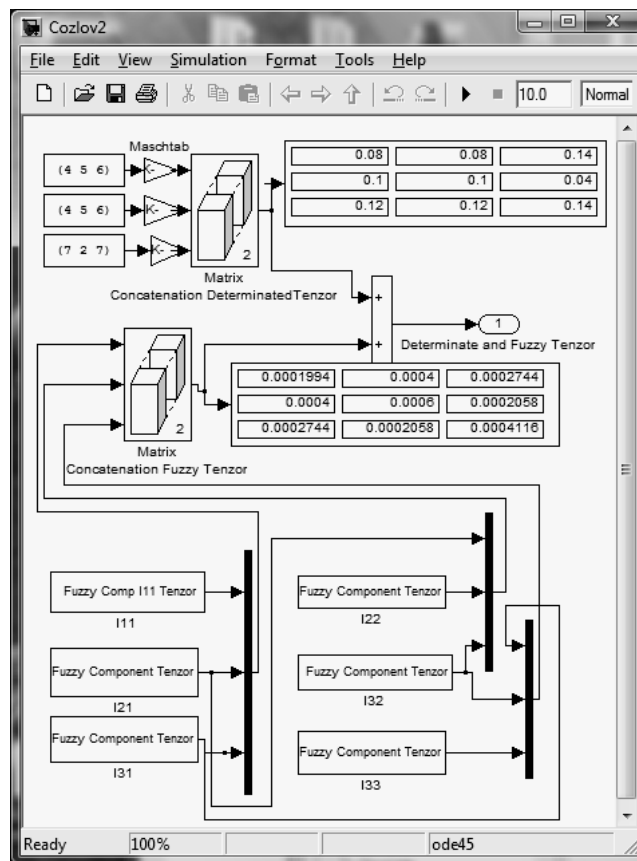 Cozlov2
File Edit View Simulation Format Tools Help
10.0 Normal
Maschtab
(4 5 6) K-
(4 5 6) K-
(7 2 7) K-
2
Matrix
Concatenation DeterminatedTenzor
0.08 0.08 0.14
0.1 0.1 0.04
0.12 0.12 0.14
+
+
1
Determinate and Fuzzy Tenzor
2
Matrix
Concatenation Fuzzy Tenzor
0.0001994 0.0004 0.0002744
0.0004 0.0006 0.0002058
0.0002744 0.0002058 0.0004116
Fuzzy Comp I11 Tenzor
I11
Fuzzy Component Tenzor
I21
Fuzzy Component Tenzor
I31
Fuzzy Component Tenzor
I22
Fuzzy Component Tenzor
I32
Fuzzy Component Tenzor
I33
Ready 100% ode45